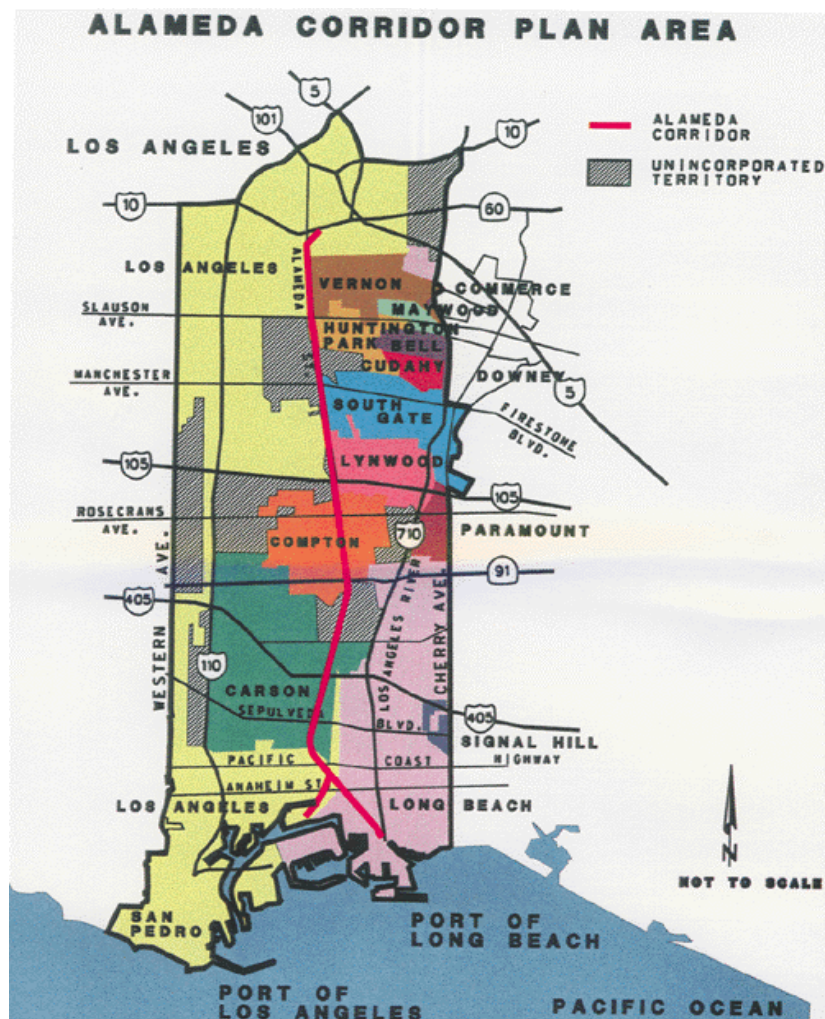 ALAMEDA CORRIDOR PLAN AREA
5
101
10
LOS ANGELES
ALAMEDA
CORRIDOR
UNINCORPORATED
TERRITORY
10
60
LOS ANGELES
ALAMEDA
ST.
VERNON
COMMERCE
MAYWOOD
SLAUSON
AVE.
HUNTINGTON
PARK
BELL
CUDAHY
MANCHESTER
AVE.
DOWNEY
5
SOUTH
GATE
FIRESTONE
BLVD.
LYNWOOD
105
105
ROSECRANS
AVE.
COMPTON
710
PARAMOUNT
91
405
WESTERN AVE.
LOS ANGELES RIVER
CHERRY AVE.
110
CARSON
SEPULVEDA
BLVD.
405
SIGNAL HILL
PACIFIC
COAST
HIGHWAY
ANAHEIM ST
LOS ANGELES
LONG BEACH
N
NOT TO SCALE
SAN
PEDRO
PORT OF
LONG BEACH
PORT OF
LOS ANGELES
PACIFIC OCEAN